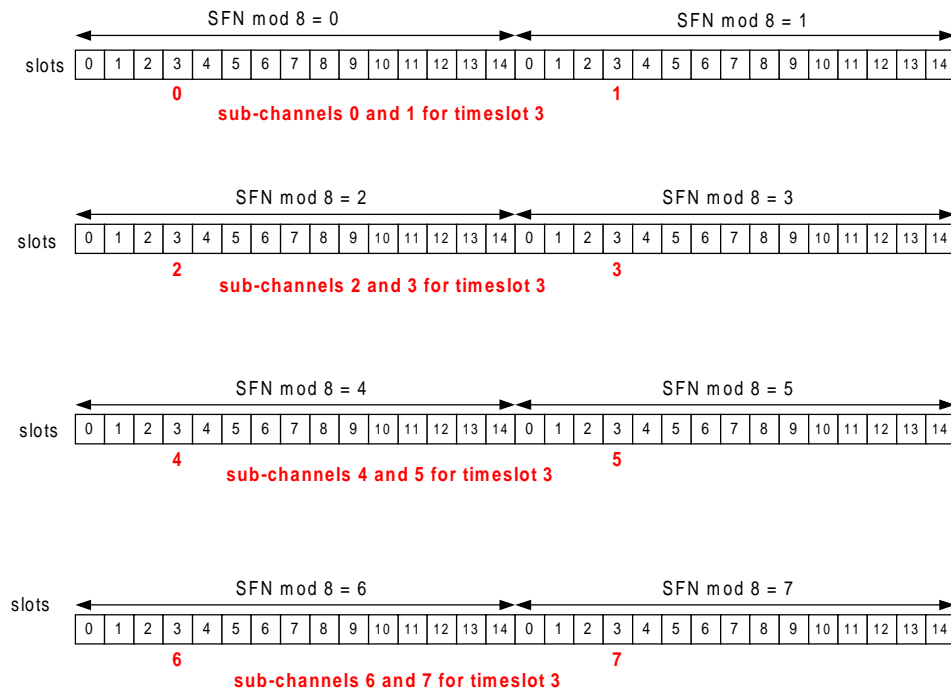 SFN mod 8 = 0 SFN mod 8 = 1
slots 0 1 2 3 4 5 6 7 8 9 10 11 12 13 14 0 1 2 3 4 5 6 7 8 9 10 11 12 13 14
0 1
sub-channels 0 and 1 for timeslot 3
SFN mod 8 = 2 SFN mod 8 = 3
slots 0 1 2 3 4 5 6 7 8 9 10 11 12 13 14 0 1 2 3 4 5 6 7 8 9 10 11 12 13 14
2 3
sub-channels 2 and 3 for timeslot 3
SFN mod 8 = 4 SFN mod 8 = 5
slots 0 1 2 3 4 5 6 7 8 9 10 11 12 13 14 0 1 2 3 4 5 6 7 8 9 10 11 12 13 14
4 5
sub-channels 4 and 5 for timeslot 3
SFN mod 8 = 6 SFN mod 8 = 7
slots
0 1 2 3 4 5 6 7 8 9 10 11 12 13 14 0 1 2 3 4 5 6 7 8 9 10 11 12 13 14
6 7
sub-channels 6 and 7 for timeslot 3